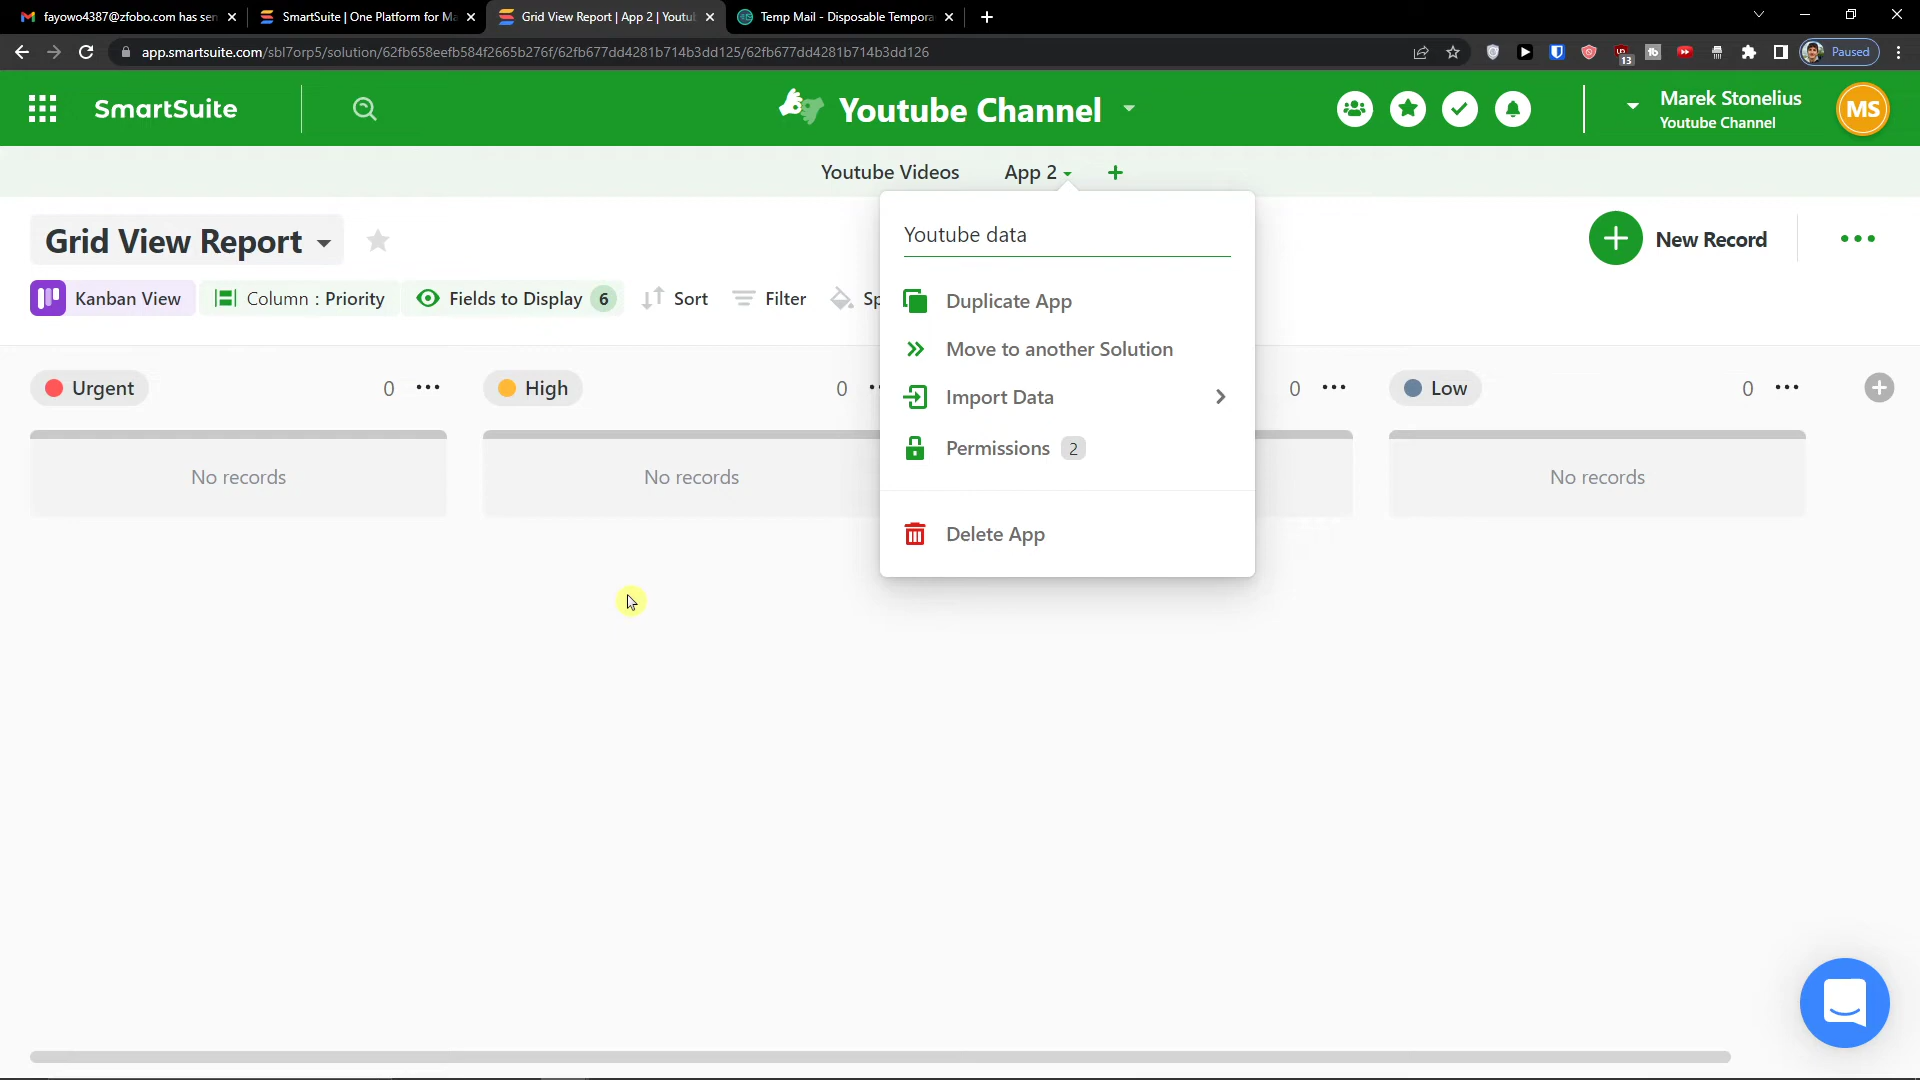 fayowo4387@zfobo.com has sen
SmartSuite | One Platform for Ma
Grid View Report | App 2 | Youtu
Temp Mail - Disposable Tempora
app.smartsuite.com/sbl7orp5/solution/62fb658eefb584f2665b276f/62fb677dd4281b714b3dd125/62fb677dd4281b714b3dd126
13
Paused
SmartSuite
Youtube Channel
Marek Stonelius
Youtube Channel
MS
Youtube Videos
App 2
Grid View Report
Youtube data
New Record
Kanban View
Column : Priority
Fields to Display 6
Sort
Filter
Sp
Duplicate App
Move to another Solution
Import Data
Permissions 2
Delete App
Urgent 0
High 0
0
Low 0
No records
No records
No records